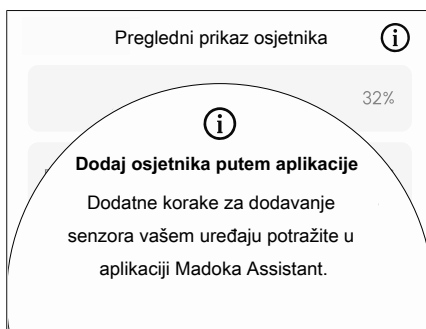 Pregledni prikaz osjetnika
32%
Dodaj osjetnika putem aplikacije
Dodatne korake za dodavanje
senzora vašem uređaju potražite u
aplikaciji Madoka Assistant.